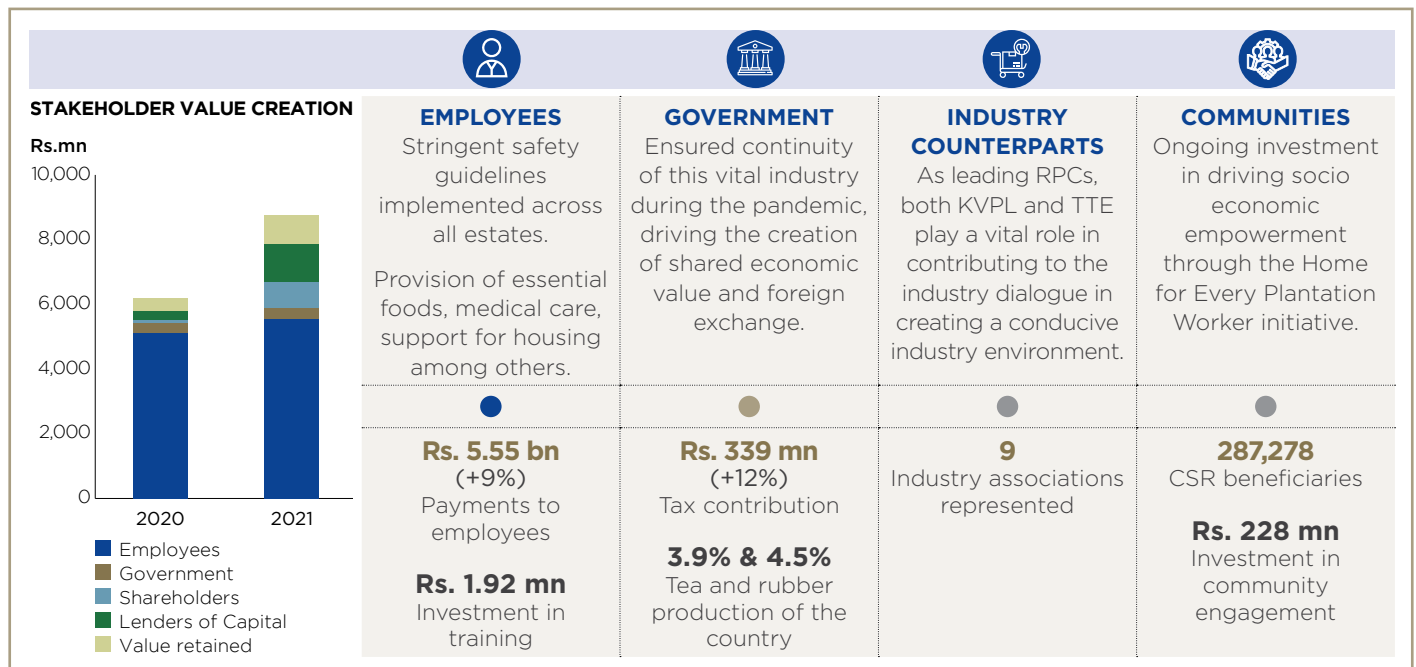 STAKEHOLDER VALUE CREATION
Rs.mn
10,000
8,000
6,000
4,000
2,000
0
2020
2021
Employees
Government
Shareholders
Lenders of Capital
Value retained
EMPLOYEES
Stringent safety
guidelines
implemented across
all estates.
Provision of essential
foods, medical care,
support for housing
among others.
Rs. 5.55 bn
(+9%)
Payments to
employees
Rs. 1.92 mn
Investment in
training
GOVERNMENT
Ensured continuity
of this vital industry
during the pandemic,
driving the creation
of shared economic
value and foreign
exchange.
Rs. 339 mn
(+12%)
Tax contribution
3.9% & 4.5%
Tea and rubber
production of the
country
INDUSTRY
COUNTERPARTS
As leading RPCs,
both KVPL and TTE
play a vital role in
contributing to the
industry dialogue in
creating a conducive
industry environment.
9
Industry associations
represented
COMMUNITIES
Ongoing investment
in driving socio
economic
empowerment
through the Home
for Every Plantation
Worker initiative.
287,278
CSR beneficiaries
Rs. 228 mn
Investment in
community
engagement